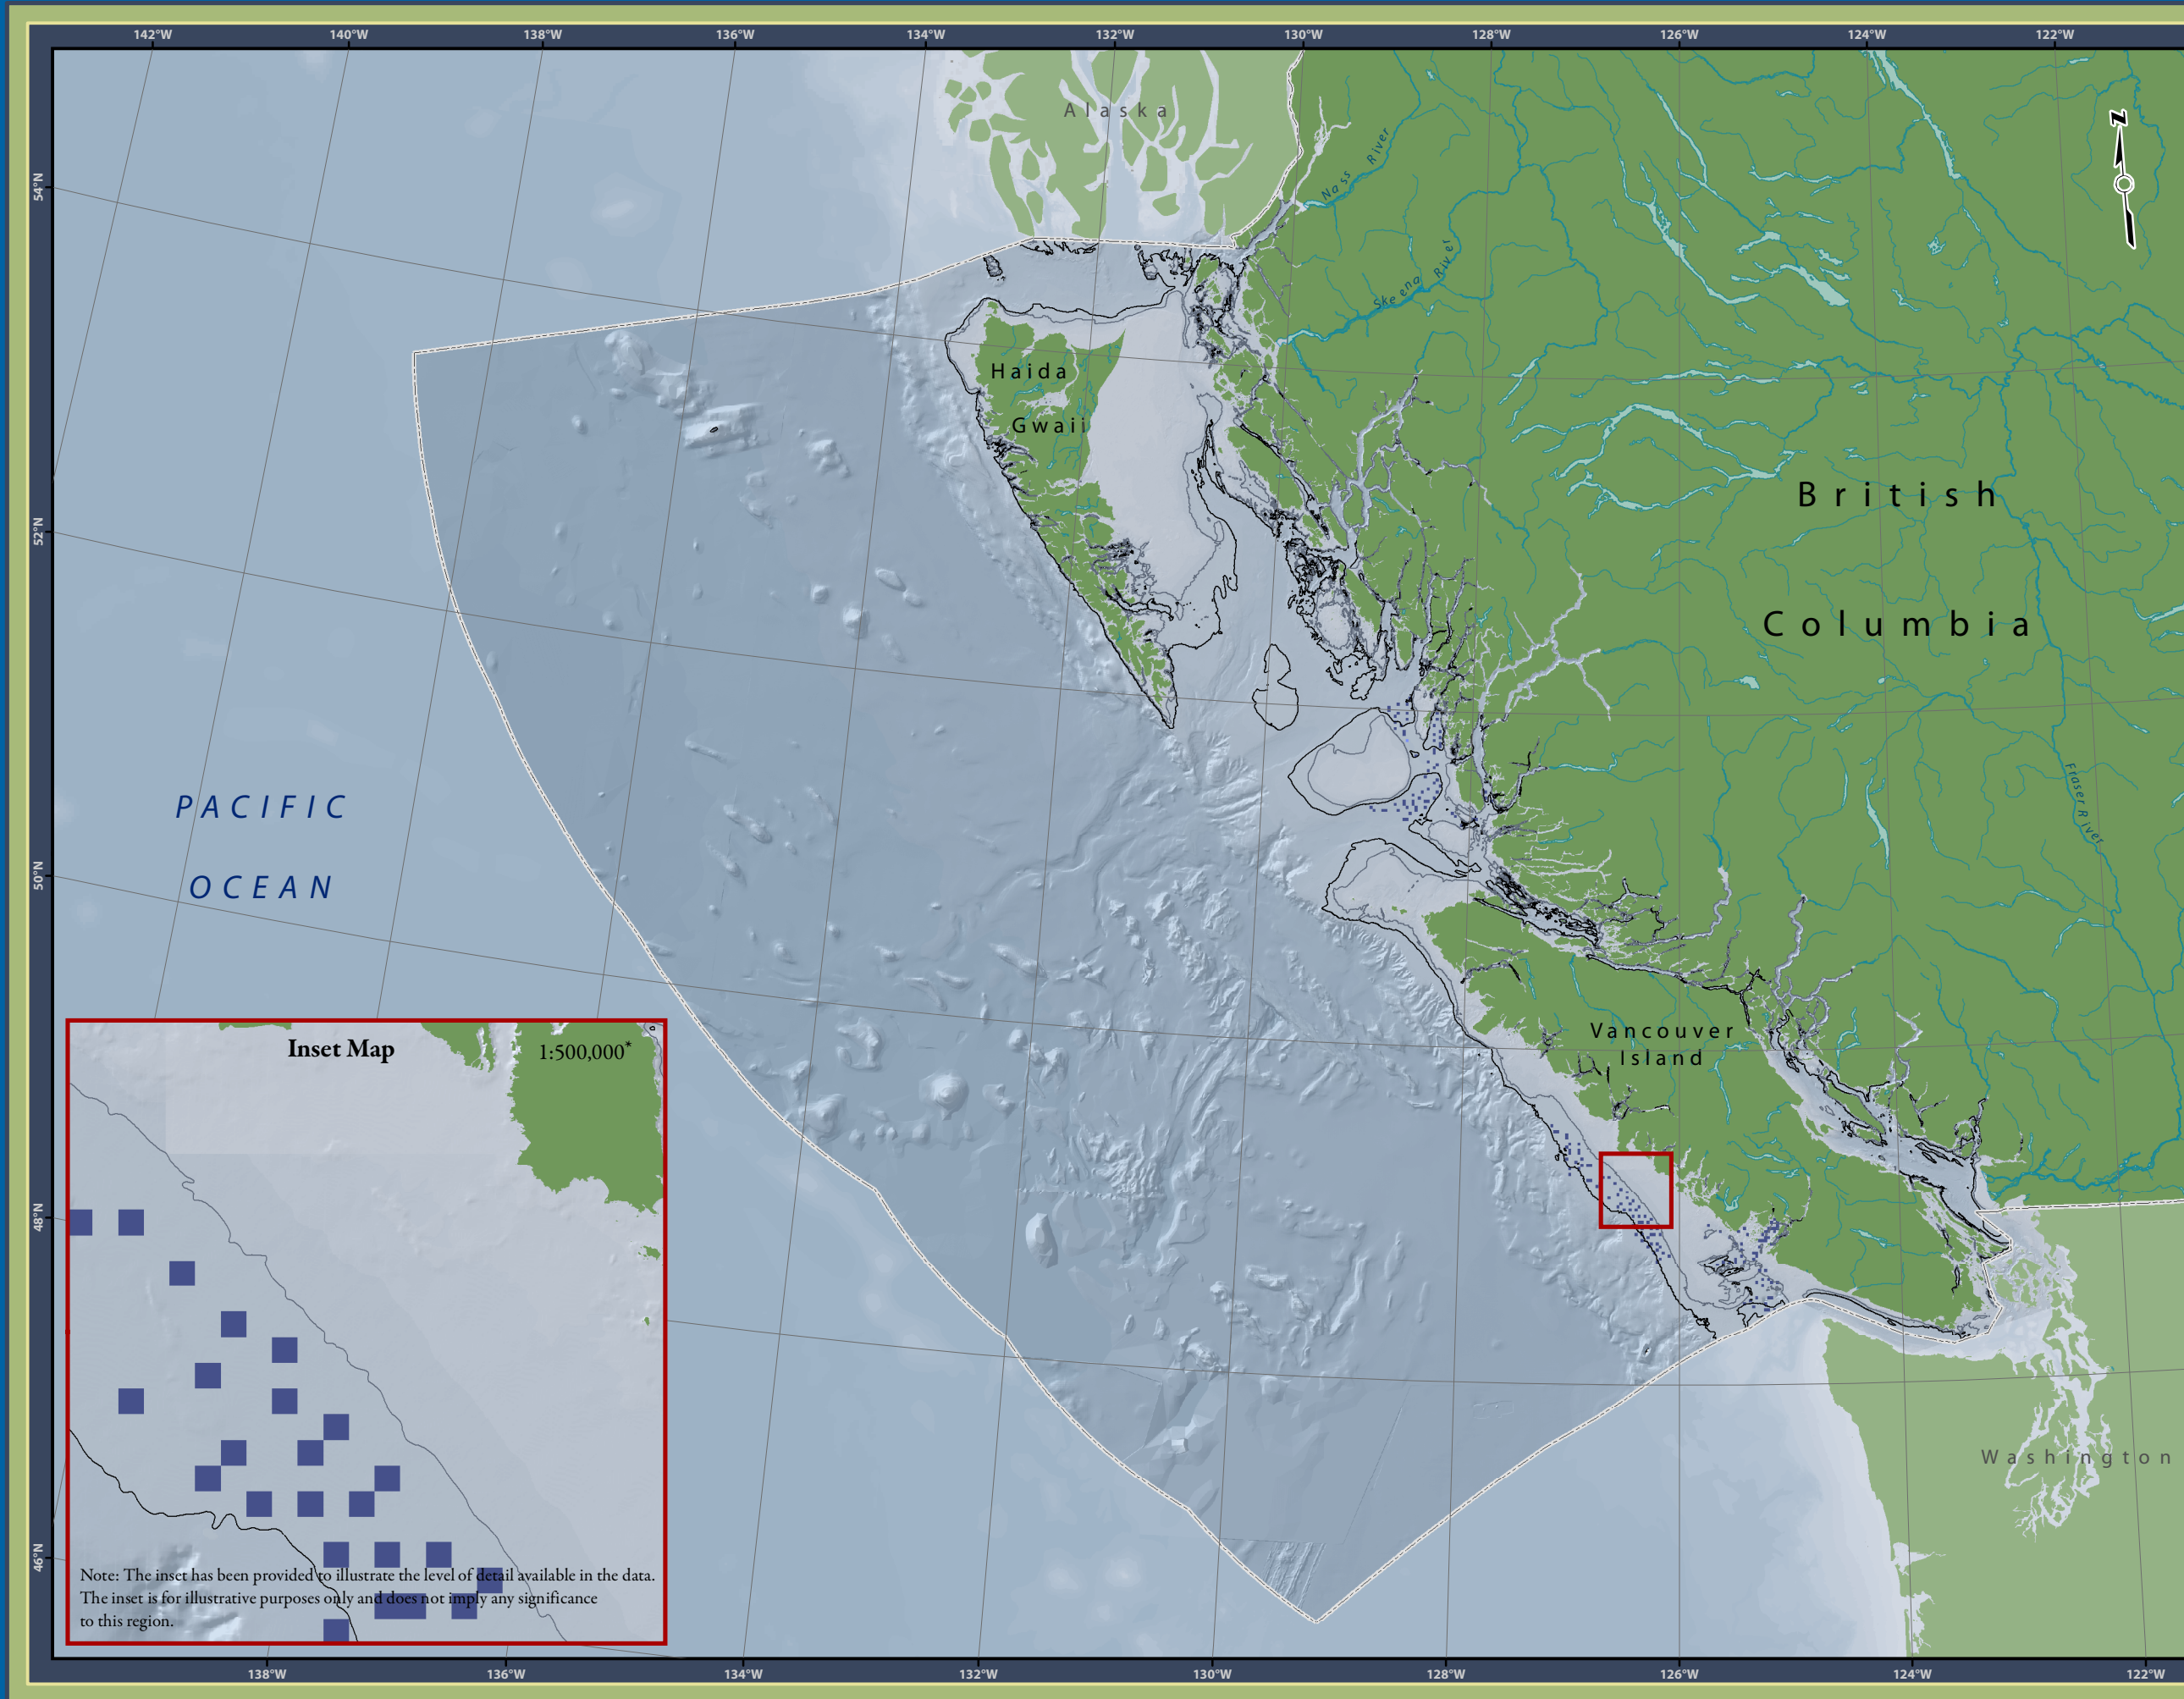 142°W 140°W 138°W 136°W 134°W 132°W 130°W 128°W 126°W 124°W 122°W
Alaska
N
Nass River
54°N
Skeena River
Haida
Gwaii
British
52°N
Columbia
Fraser River
PACIFIC
OCEAN
50°N
Vancouver
Island
Inset Map
1:500,000*
48°N
Washington
46°N
Note: The inset has been provided to illustrate the level of detail available in the data.
The inset is for illustrative purposes only and does not imply any significance
to this region.
138°W 136°W 134°W 132°W 130°W 128°W 126°W 124°W 122°W